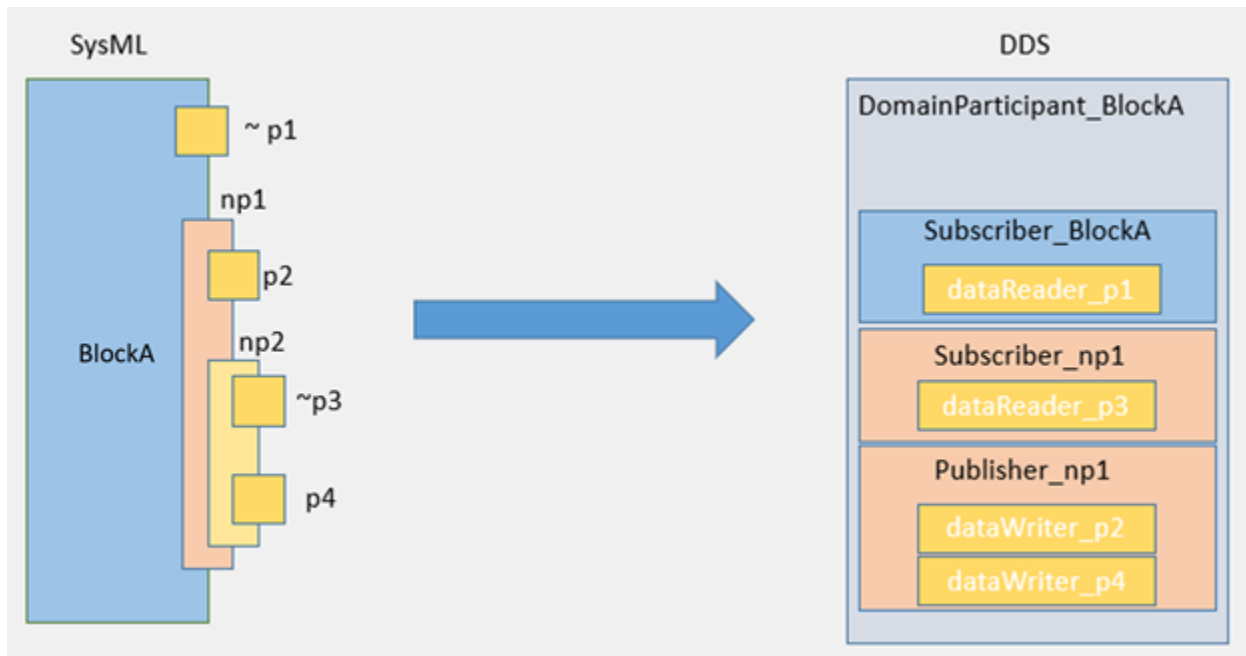 SysML
~ p1
np1
p2
np2
BlockA
~p3
p4
DDS
DomainParticipant_BlockA
Subscriber_BlockA
dataReader_p1
Subscriber_np1
dataReader_p3
Publisher_np1
dataWriter_p2
dataWriter_p4